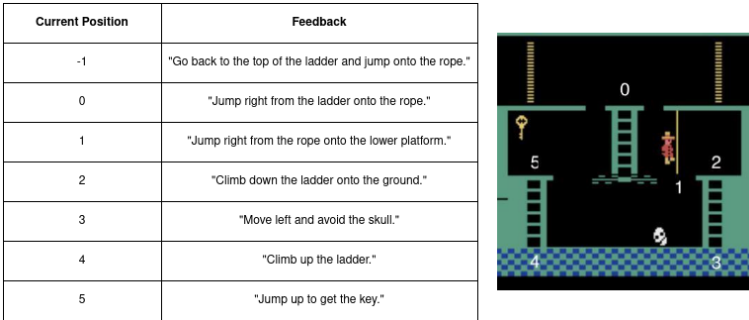 Current Position Feedback
-1 "Go back to the top of the ladder and jump onto the rope."
0 "Jump right from the ladder onto the rope."
1 "Jump right from the rope onto the lower platform."
2 "Climb down the ladder onto the ground."
3 "Move left and avoid the skull."
4 "Climb up the ladder."
5 "Jump up to get the key."
0
5 2
1
4 3